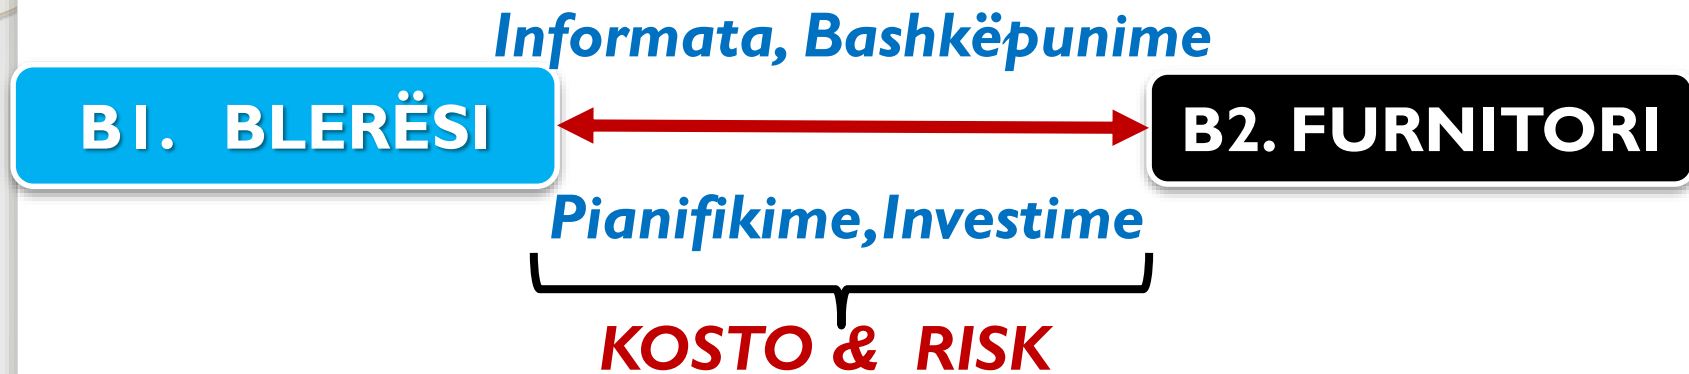 Informata, Bashkëpunime
B1. BLERËSI
B2. FURNITORI
Pianifikime,Investime
KOSTO & RISK